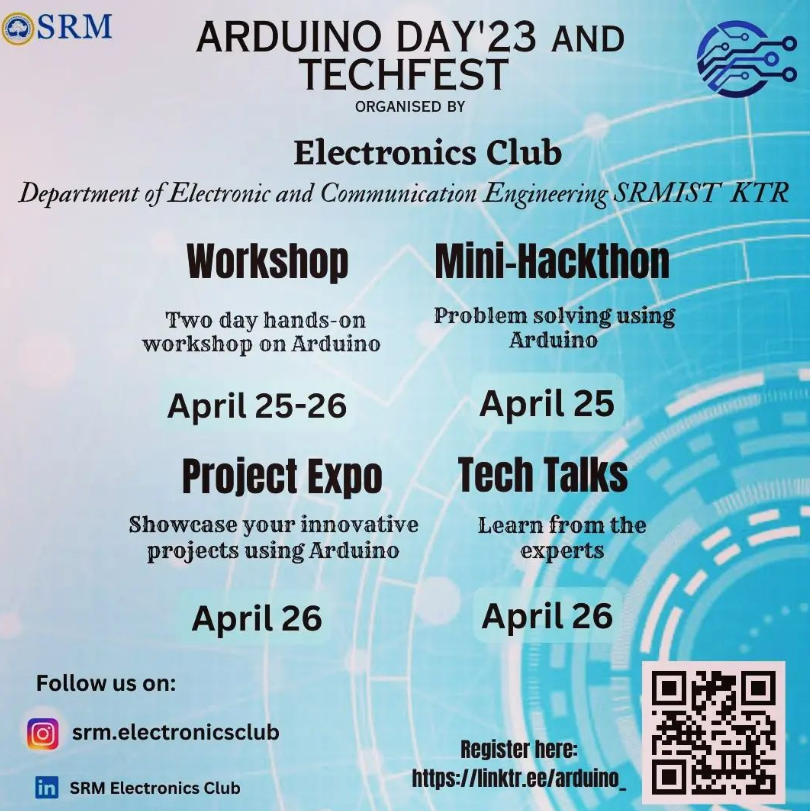 SRM
ARDUINO DAY'23 AND
TECHFEST
ORGANISED BY
Electronics Club
Department of Electronic and Communication Engineering SRMIST KTR
Workshop
Two day hands-on
workshop on Arduino
April 25-26
Mini-Hackthon
Problem solving using
Arduino
April 25
Project Expo
Showcase your innovative
projects using Arduino
April 26
Tech Talks
Learn from the
experts
April 26
Follow us on:
srm.electronicsclub
in SRM Electronics Club
Register here:
https://linktr.ee/arduino_